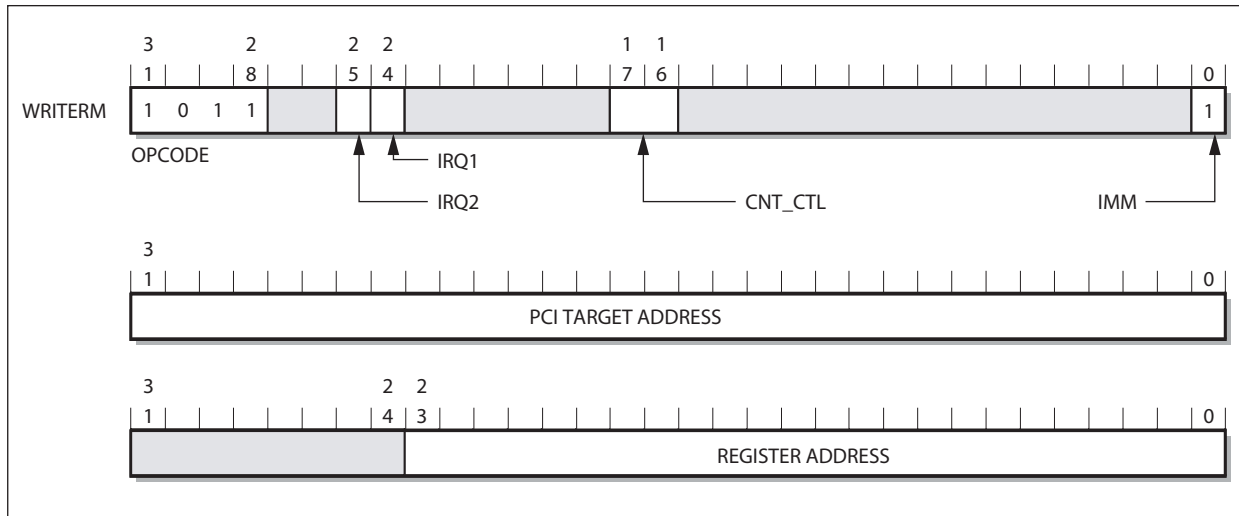 3 2 2 2 1 1
1 8 5 4 7 6 0
WRITERM 1 0 1 1 1
OPCODE
IRQ1
IRQ2 CNT_CTL IMM
3
1 0
PCI TARGET ADDRESS
3 2 2
1 4 3 0
REGISTER ADDRESS